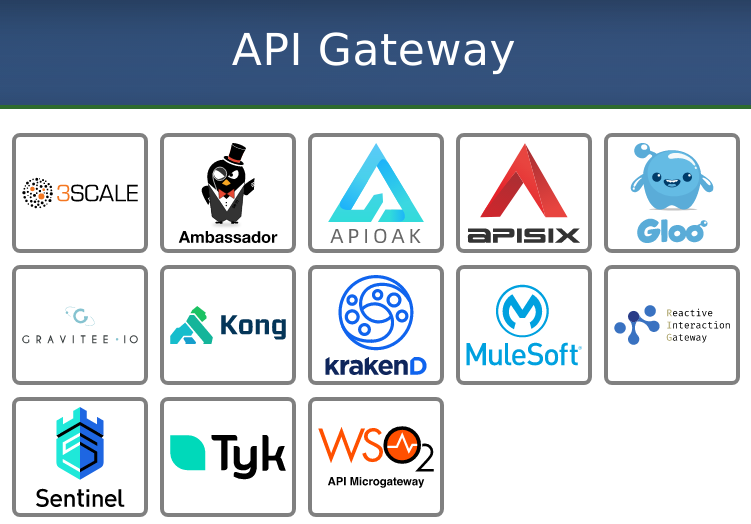 API Gateway
3SCALE
Ambassador
APIOAK
APISIX
Gloo
GRAVITEE.IO
Kong
KrakenD
MuleSoft
Reactive
Interaction
Gateway
Sentinel
Tyk
WSO2
API Microgateway